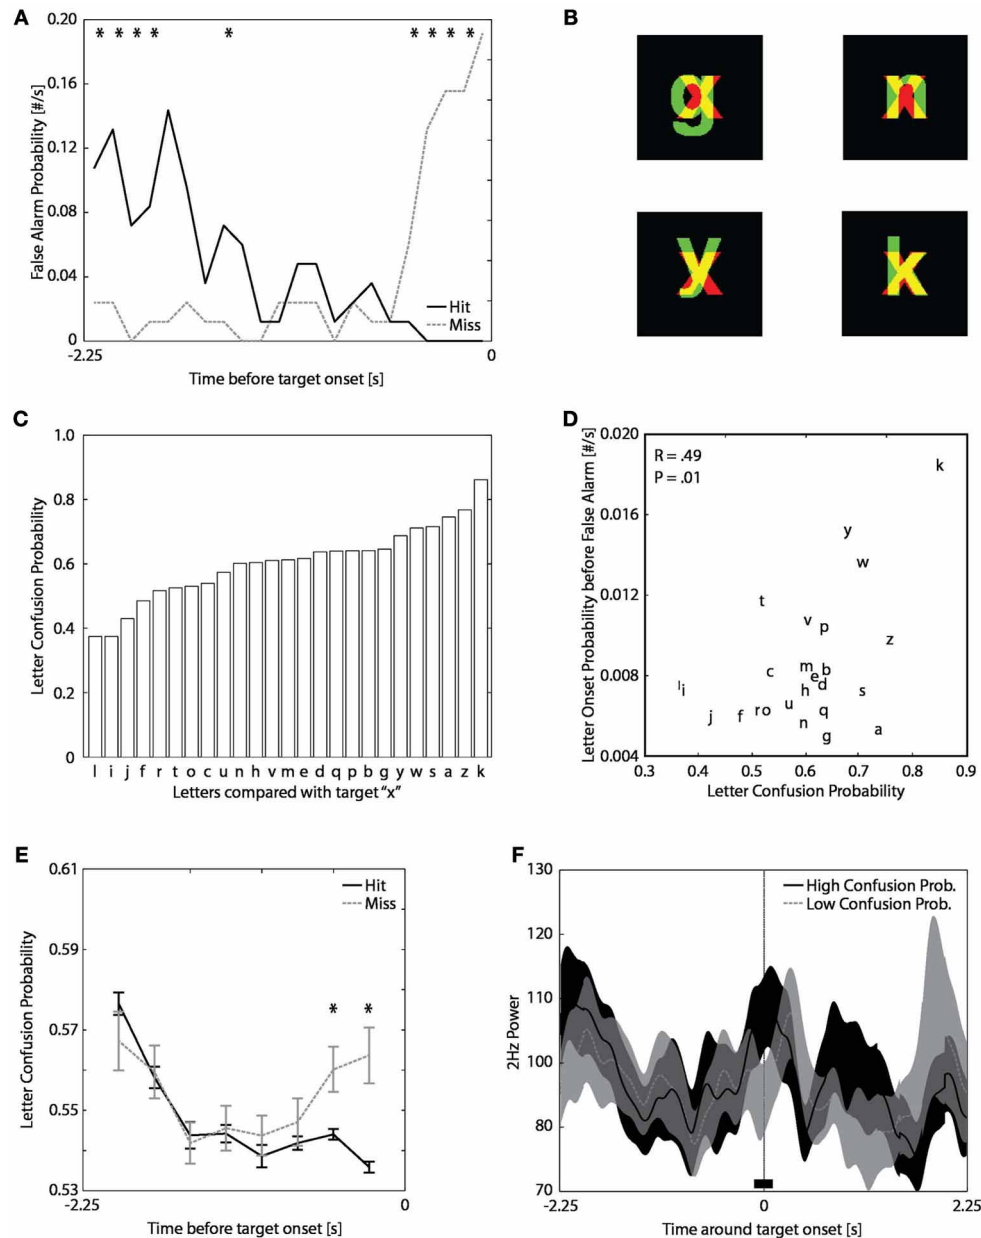 A
0.20
0.16
0.12
0.08
0.04
0
False Alarm Probability [#/s]
* * * * * * * * *
Hit
Miss
-2.25
0
Time before target onset [s]
B
g x
n x
y x
k x
C
1.0
0.8
0.6
0.4
0.2
0
Letter Confusion Probability
l i j f r t o c u n h v m e d q p b g y w s a z k
Letters compared with target “x”
D
0.020
0.016
0.012
0.008
0.004
Letter Onset Probability before False Alarm [#/s]
R = .49
P = .01
k
y
w
t
v
p
z
m
b
c
e
d
l
i
h
s
u
j
f
r
o
q
n
a
g
0.3 0.4 0.5 0.6 0.7 0.8 0.9
Letter Confusion Probability
E
0.61
0.59
0.57
0.55
0.53
Letter Confusion Probability
Hit
Miss
* *
-2.25
0
Time before target onset [s]
F
130
120
110
100
90
80
70
2Hz Power
High Confusion Prob.
Low Confusion Prob.
-2.25
0
2.25
Time around target onset [s]